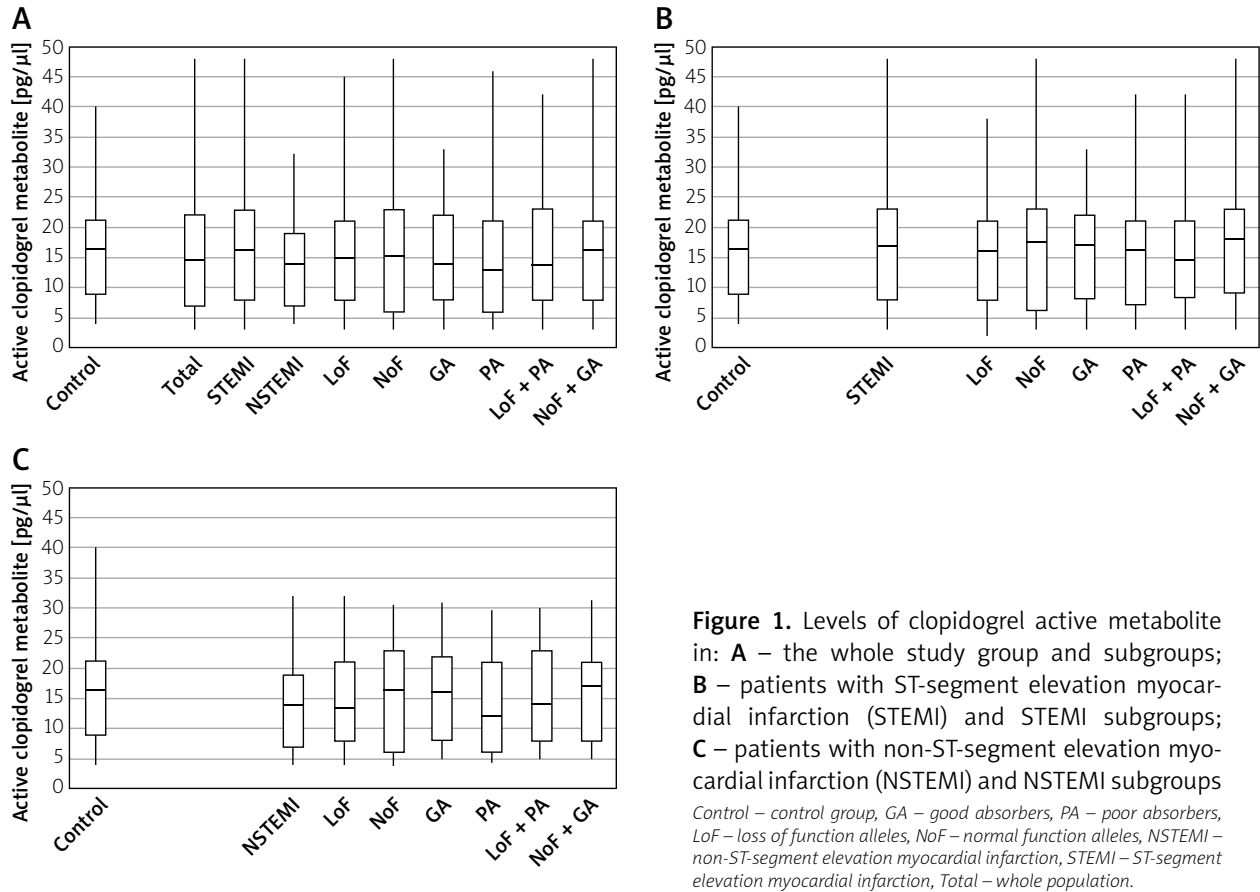 A
Active clopidogrel metabolite [pg/μl]
50
45
40
35
30
25
20
15
10
5
0
Control
Total
STEMI
NSTEMI
LoF
NoF
GA
PA
LoF + PA
NoF + GA
B
Active clopidogrel metabolite [pg/μl]
50
45
40
35
30
25
20
15
10
5
0
Control
STEMI
LoF
NoF
GA
PA
LoF + PA
NoF + GA
C
Active clopidogrel metabolite [pg/μl]
50
45
40
35
30
25
20
15
10
5
0
Control
NSTEMI
LoF
NoF
GA
PA
LoF + PA
NoF + GA
Figure 1. Levels of clopidogrel active metabolite
in: A – the whole study group and subgroups;
B – patients with ST-segment elevation myocar-
dial infarction (STEMI) and STEMI subgroups;
C – patients with non-ST-segment elevation myo-
cardial infarction (NSTEMI) and NSTEMI subgroups
Control – control group, GA – good absorbers, PA – poor absorbers,
LoF – loss of function alleles, NoF – normal function alleles, NSTEMI –
non-ST-segment elevation myocardial infarction, STEMI – ST-segment
elevation myocardial infarction, Total – whole population.